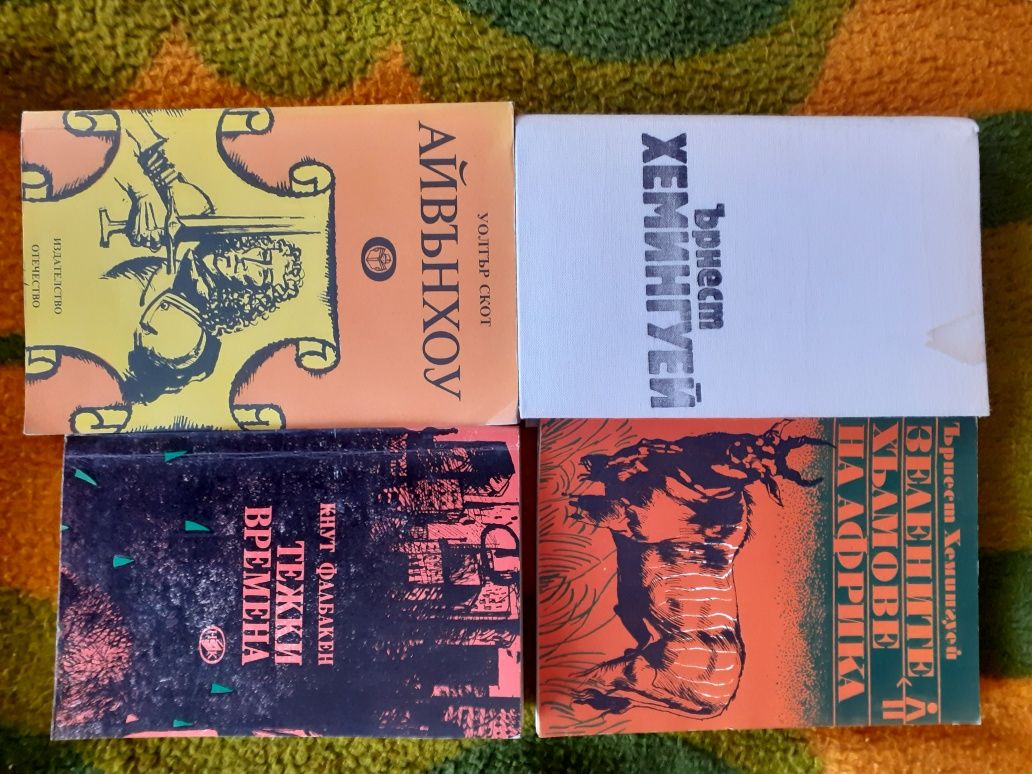 УОЛТЪР СКОТ
АЙВЪНХОУ
ИЗДАТЕЛСТВО
ОТЕЧЕСТВО
Ърнест
ХЕМИНГУЕЙ
КНУТ ФАЛБАКЕН
ТЕЖКИ
ВРЕМЕНА
Ърнест Хемингуей
ЗЕЛЕНИТЕ
ХЪЛМОВЕ
НА АФРИКА